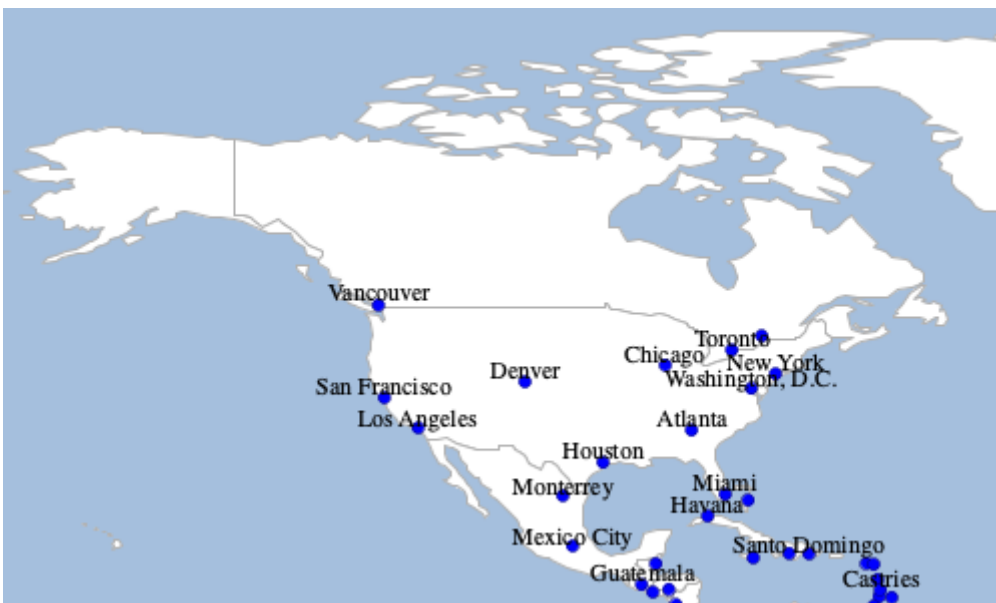 Vancouver
Toronto
Chicago
New York
Denver
Washington, D.C.
San Francisco
Los Angeles
Atlanta
Houston
Miami
Monterrey
Havana
Mexico City
Santo Domingo
Guatemala
Castries